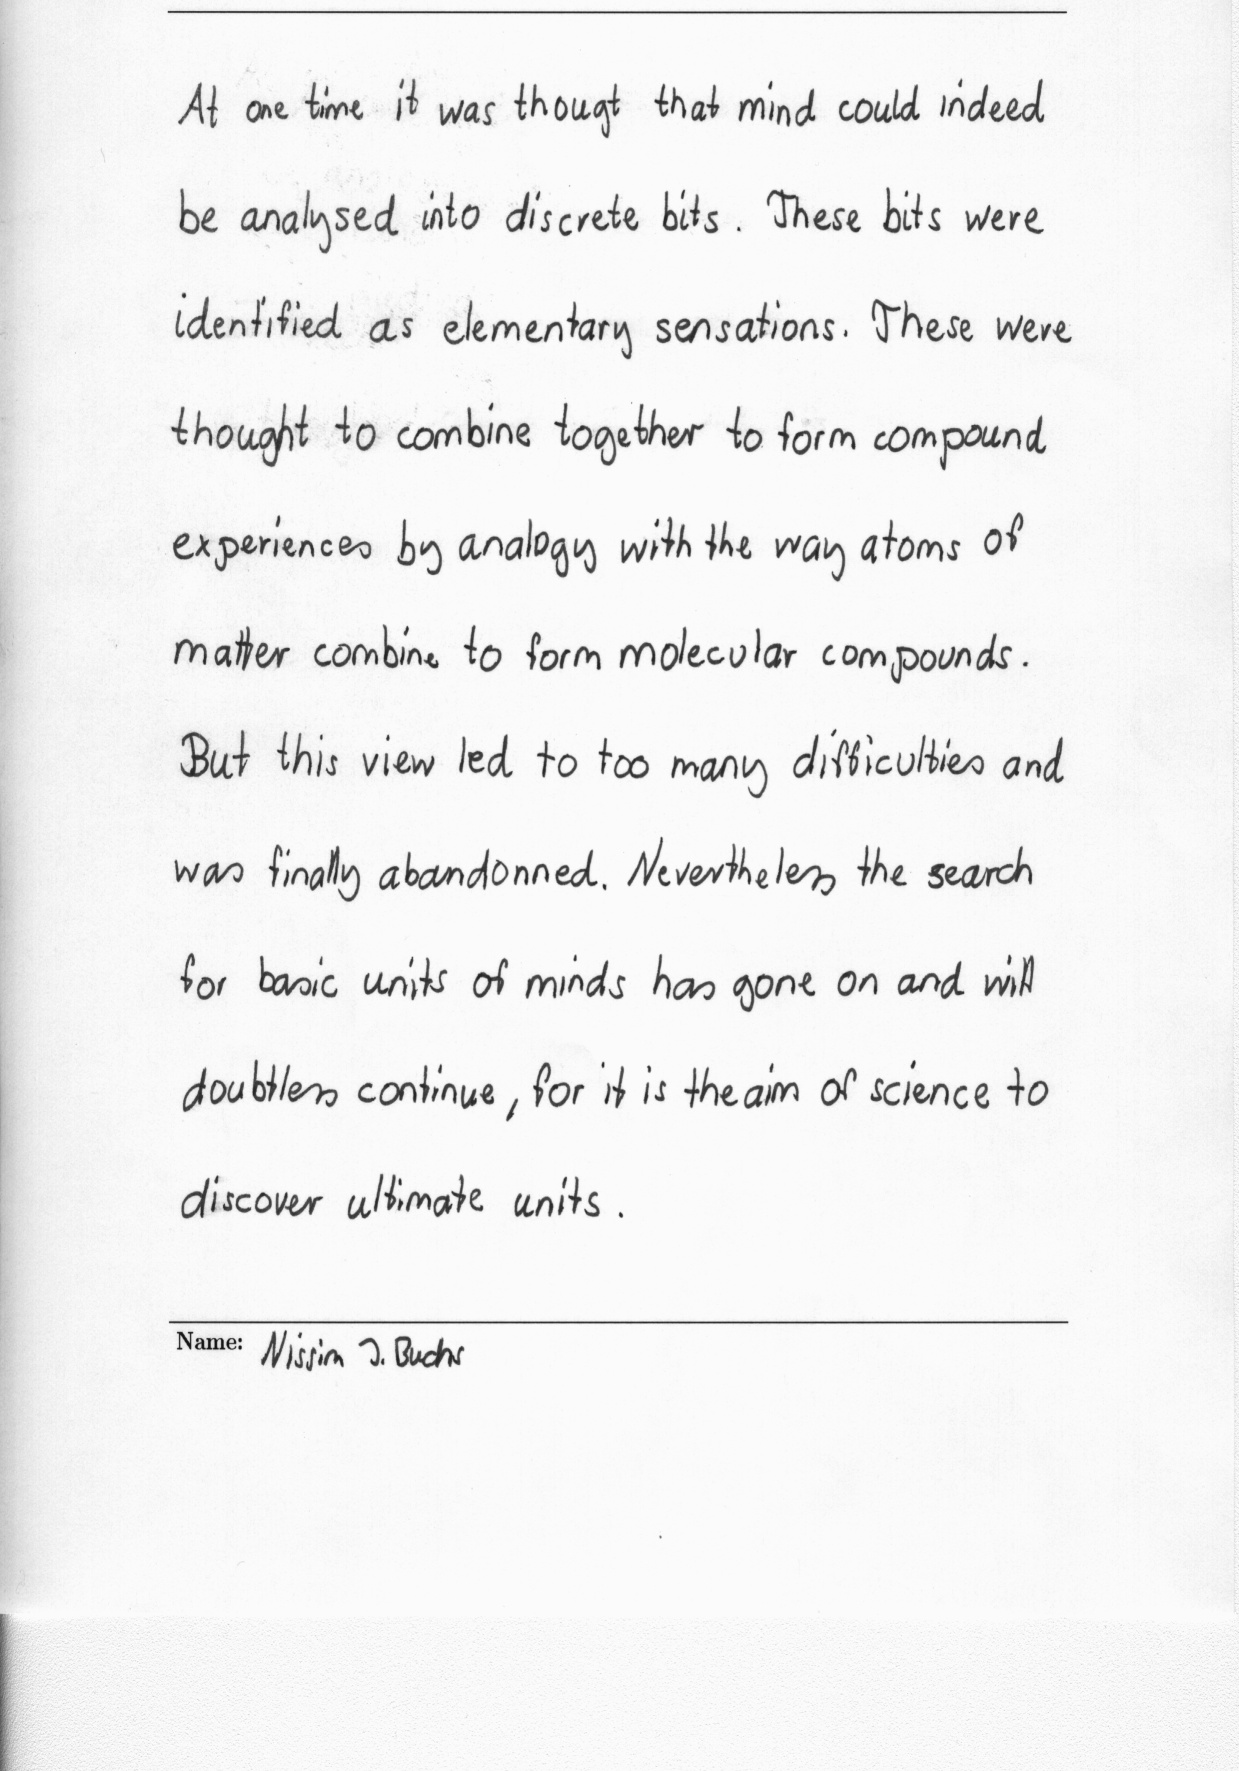 At one time it was thougt that mind could indeed
be analysed into discrete bits. These bits were
identified as elementary sensations. These were
thought to combine together to form compound
experiences by analogy with the way atoms of
matter combine to form molecular compounds.
But this view led to too many difficulties and
was finally abandonned. Nevertheless the search
for basic units of minds has gone on and will
doubtless continue, for it is the aim of science to
discover ultimate units.
Name: Nissim J. Buchs